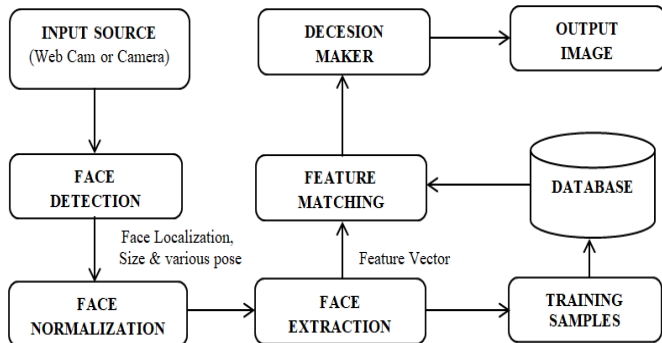 INPUT SOURCE
(Web Cam or Camera)
DECESION
MAKER
OUTPUT
IMAGE
FACE
DETECTION
FEATURE
MATCHING
DATABASE
Face Localization,
Size & various pose
Feature Vector
FACE
NORMALIZATION
FACE
EXTRACTION
TRAINING
SAMPLES